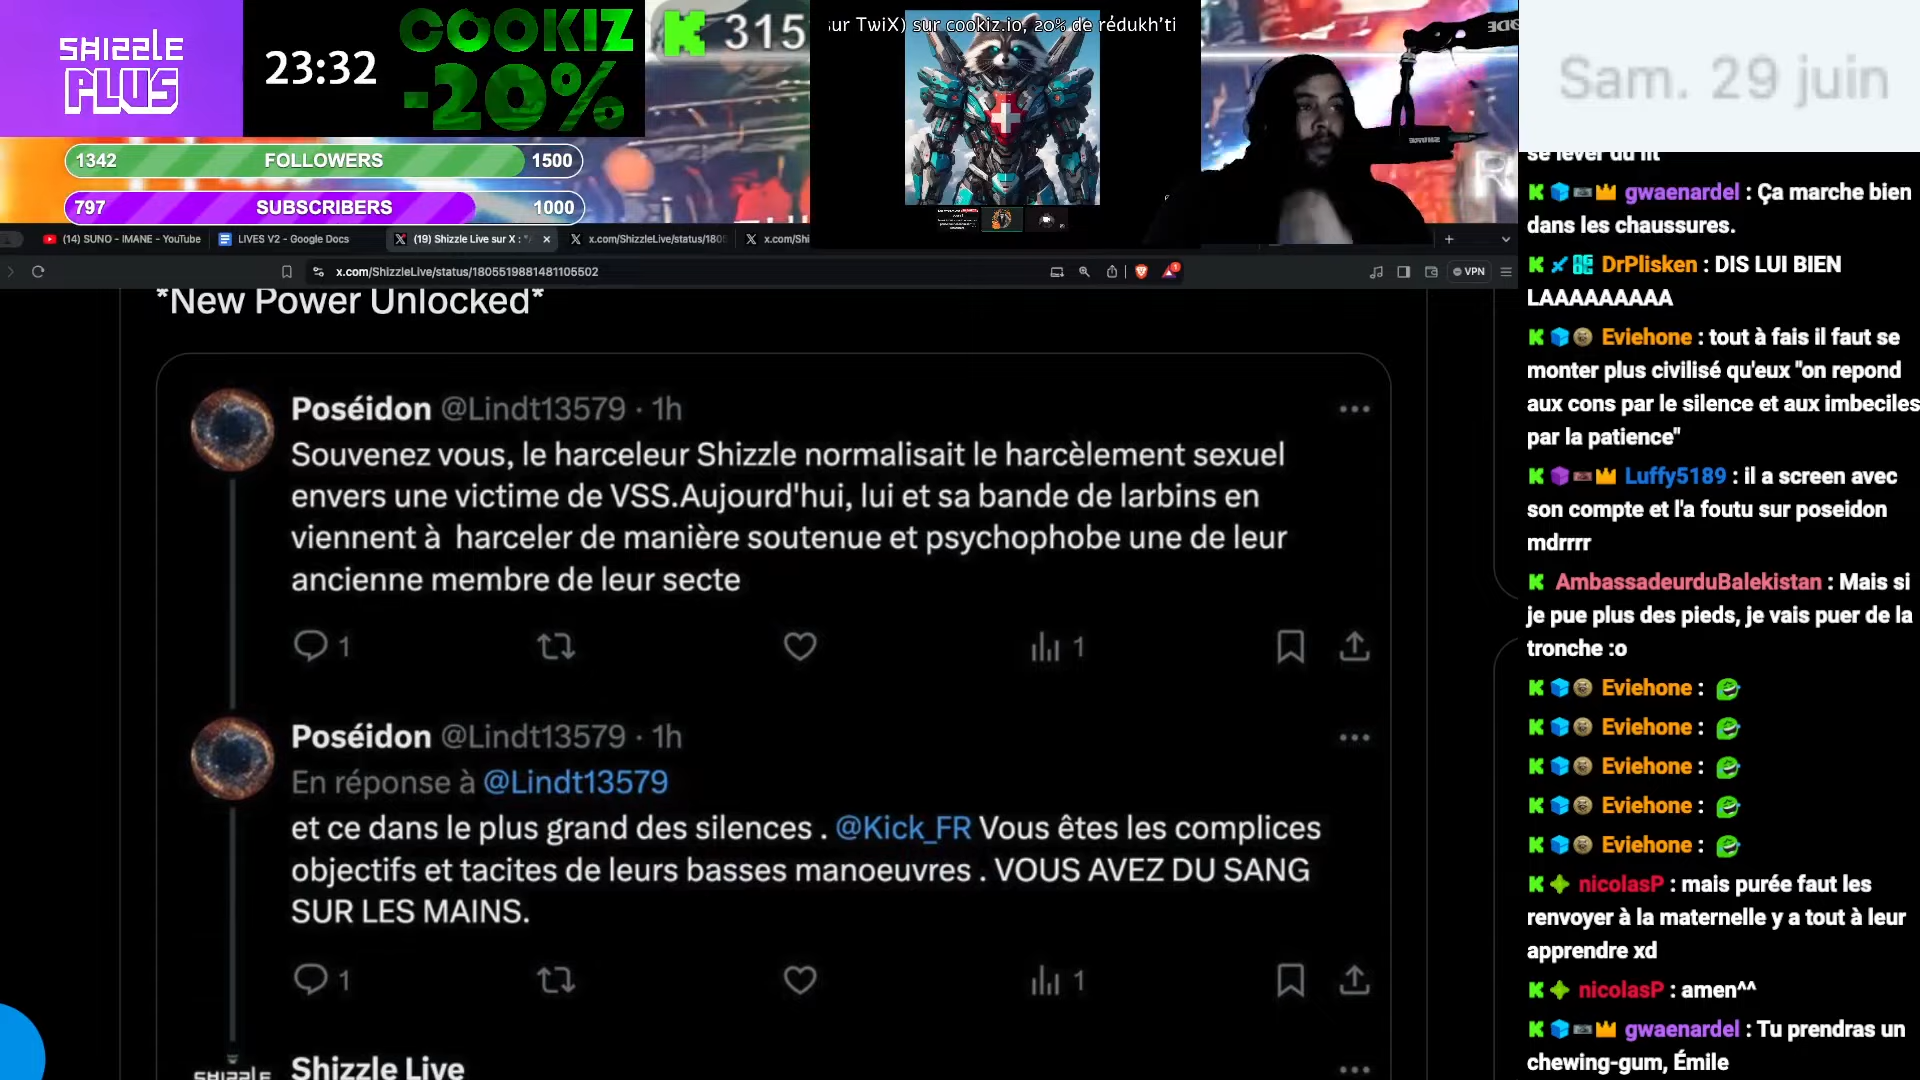 SHIZZLE
PLUS
23:32
COOKIZ
-20%
315
sur TwiX) sur cookiz.io, 20% de rédukh'ti
Sam. 29 juin
1342 FOLLOWERS 1500
797 SUBSCRIBERS 1000
(14) SUNO - IMANE - YouTube
LIVES V2 - Google Docs
(19) Shizzle Live sur X : "
x.com/ShizzleLive/status/180
x.com/Shi
x.com/ShizzleLive/status/1805519881481105502
VPN
*New Power Unlocked*
Poséidon @Lindt13579 · 1h
Souvenez vous, le harceleur Shizzle normalisait le harcèlement sexuel
envers une victime de VSS.Aujourd'hui, lui et sa bande de larbins en
viennent à  harceler de manière soutenue et psychophobe une de leur
ancienne membre de leur secte
1
1
Poséidon @Lindt13579 · 1h
En réponse à @Lindt13579
et ce dans le plus grand des silences . @Kick_FR Vous êtes les complices
objectifs et tacites de leurs basses manoeuvres . VOUS AVEZ DU SANG
SUR LES MAINS.
1
1
SHIZZLE
Shizzle Live
se lever du lit
gwaenardel : Ça marche bien
dans les chaussures.
DrPlisken : DIS LUI BIEN
LAAAAAAAAA
Eviehone : tout à fais il faut se
monter plus civilisé qu'eux "on repond
aux cons par le silence et aux imbeciles
par la patience"
Luffy5189 : il a screen avec
son compte et l'a foutu sur poseidon
mdrrrr
AmbassadeurduBalekistan : Mais si
je pue plus des pieds, je vais puer de la
tronche :o
Eviehone :
Eviehone :
Eviehone :
Eviehone :
Eviehone :
nicolasP : mais purée faut les
renvoyer à la maternelle y a tout à leur
apprendre xd
nicolasP : amen^^
gwaenardel : Tu prendras un
chewing-gum, Émile